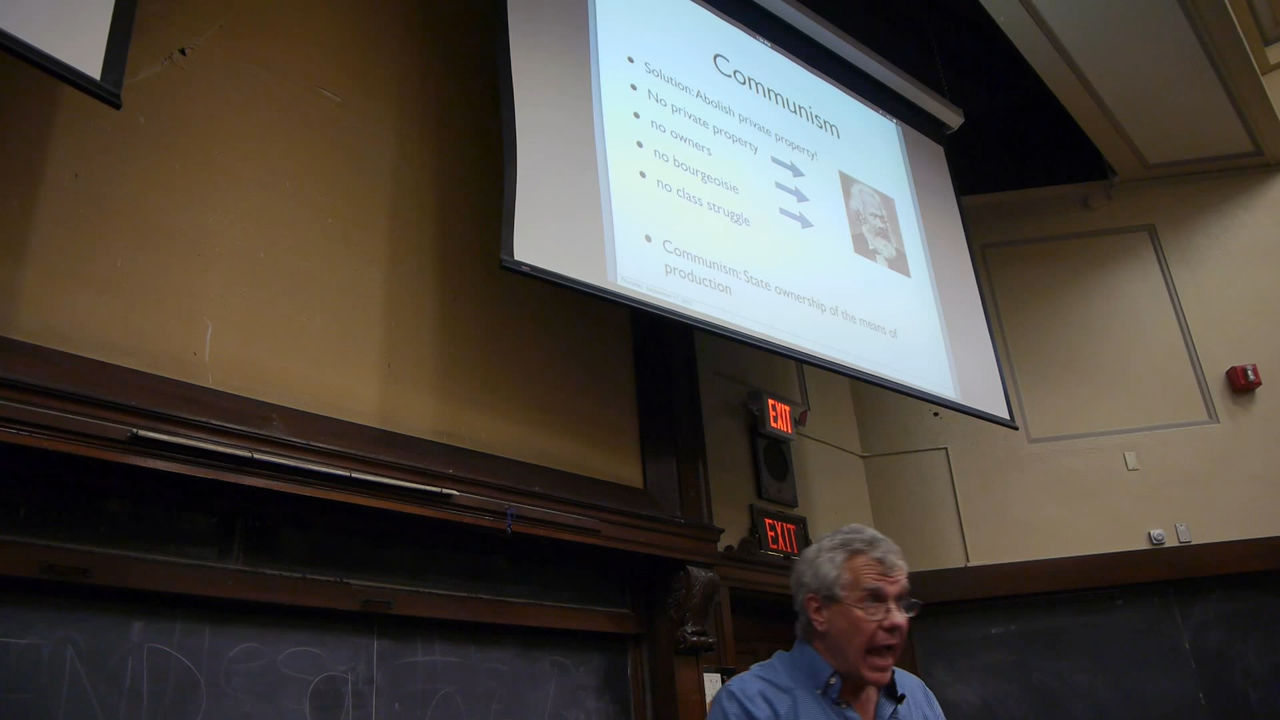 Communism
• Solution: Abolish private property!
• No private property
• no owners
• no bourgeoisie
• no class struggle
• Communism: State ownership of the means of
production
EXIT
EXIT